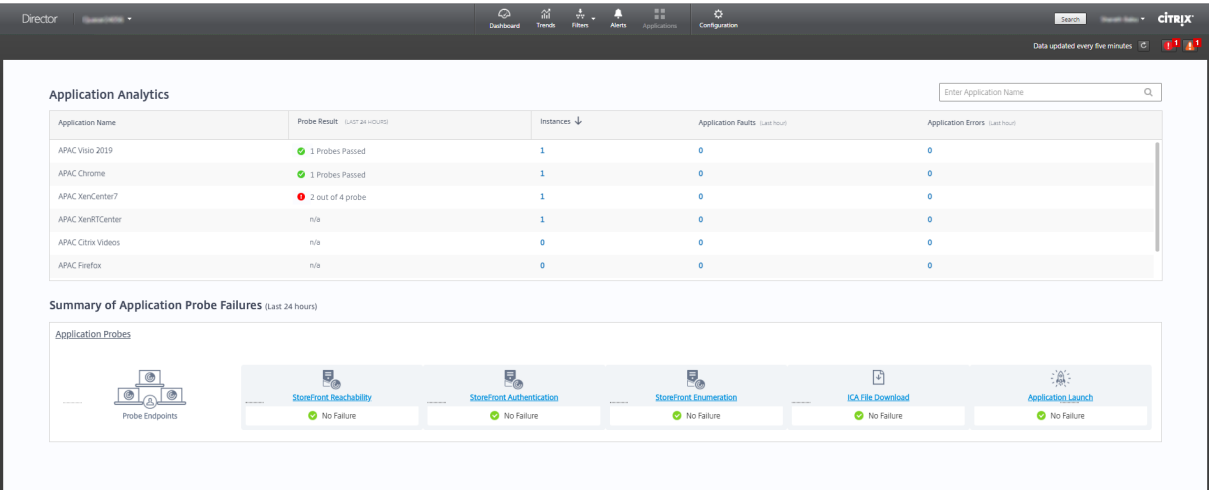 Director
Dashboard Trends Filters Alerts Applications Configuration
Search
CITRIX
Data updated every five minutes
! 1 ! 1
Application Analytics
Enter Application Name
Application Name Probe Result (LAST 24 HOURS) Instances Application Faults (Last hour) Application Errors (Last hour)
APAC Visio 2019 1 Probes Passed 1 0 0
APAC Chrome 1 Probes Passed 1 0 0
APAC XenCenter7 2 out of 4 probe 1 0 0
APAC XenRTCenter n/a 1 0 0
APAC Citrix Videos n/a 0 0 0
APAC Firefox n/a 0 0 0
Summary of Application Probe Failures (Last 24 hours)
Application Probes
Probe Endpoints
StoreFront Reachability StoreFront Authentication StoreFront Enumeration ICA File Download Application Launch
No Failure No Failure No Failure No Failure No Failure